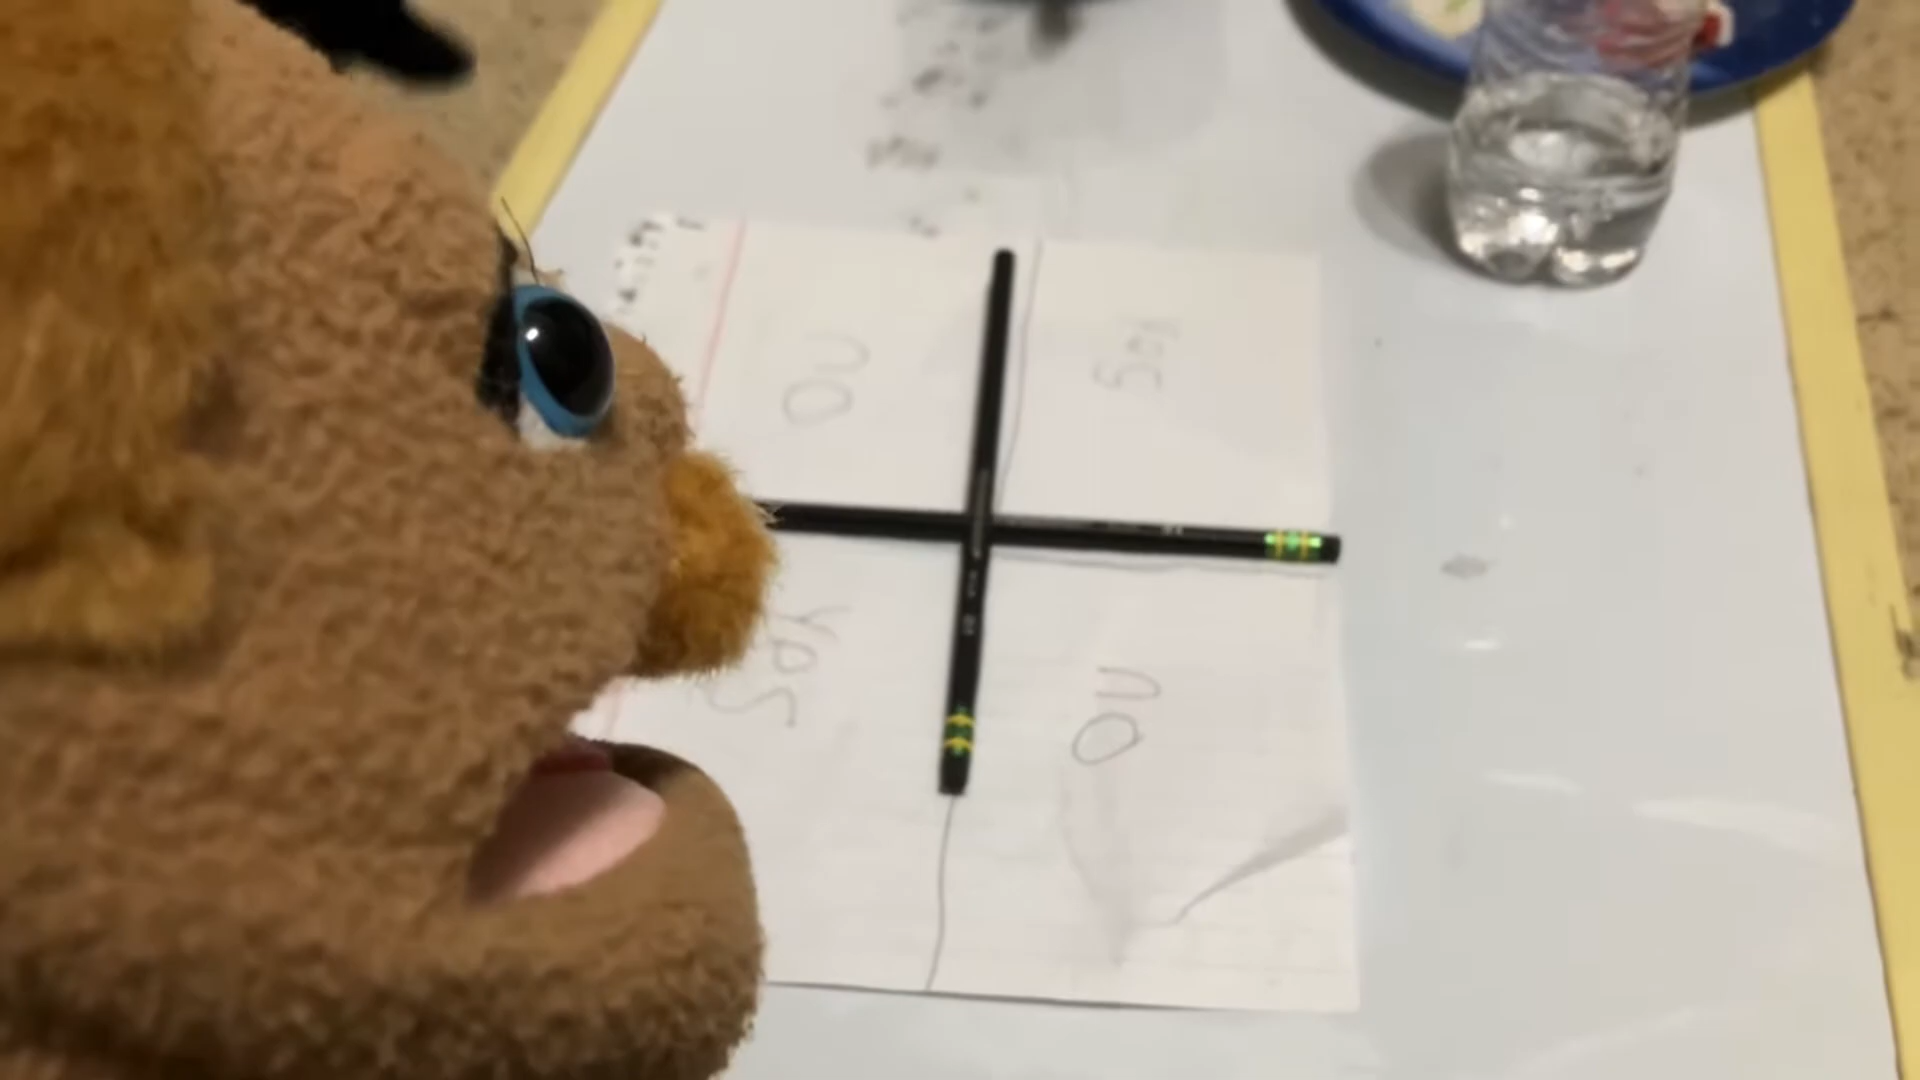 no
yes
yes
no